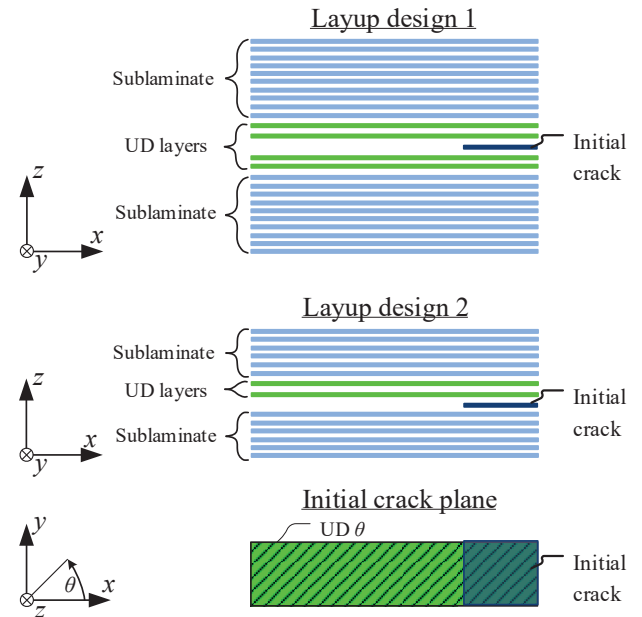 Layup design 1
Sublaminate
UD layers
Initial
crack
Sublaminate
z
x
y
Layup design 2
Sublaminate
UD layers
Initial
crack
Sublaminate
z
x
y
Initial crack plane
UD θ
Initial
crack
y
θ
x
z